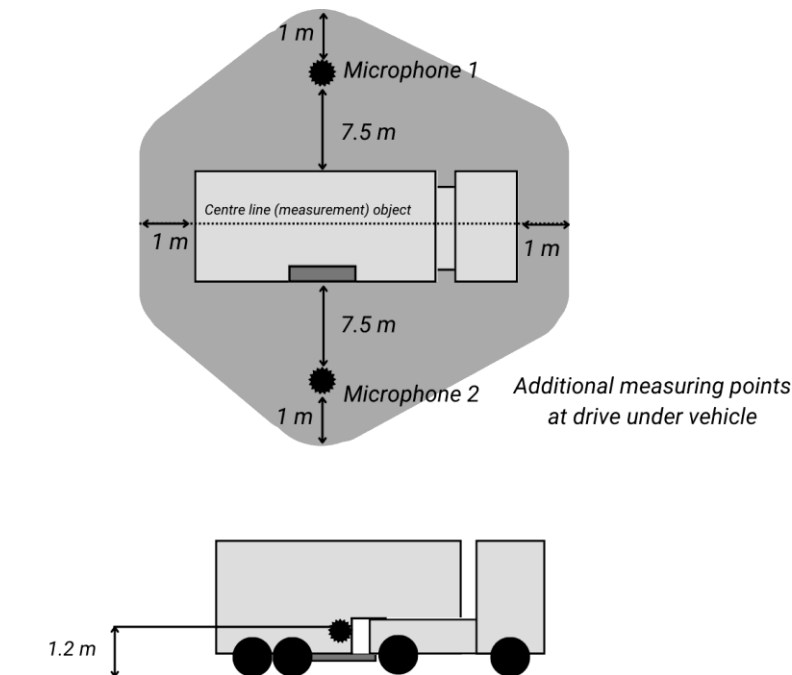 1 m
Microphone 1
7.5 m
Centre line (measurement) object
1 m
1 m
7.5 m
Microphone 2
Additional measuring points
at drive under vehicle
1 m
1.2 m